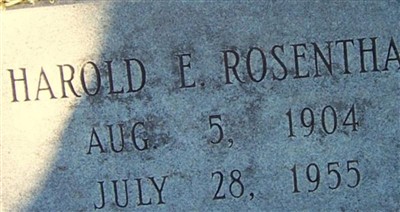 HAROLD E. ROSENTHA
AUG. 5, 1904
JULY 28, 1955